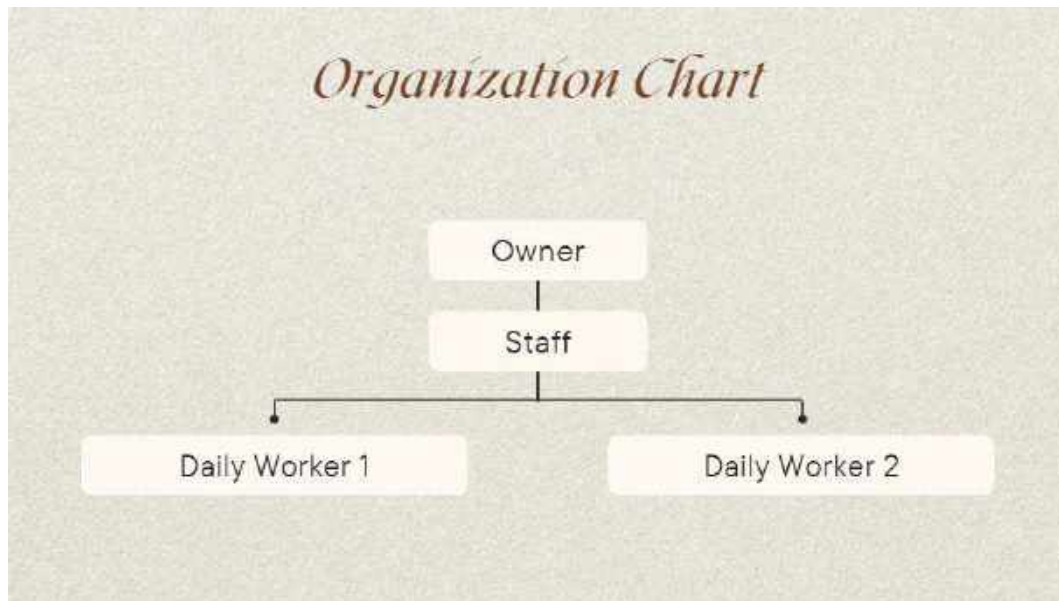 Organization Chart
Owner
Staff
Daily Worker 1
Daily Worker 2